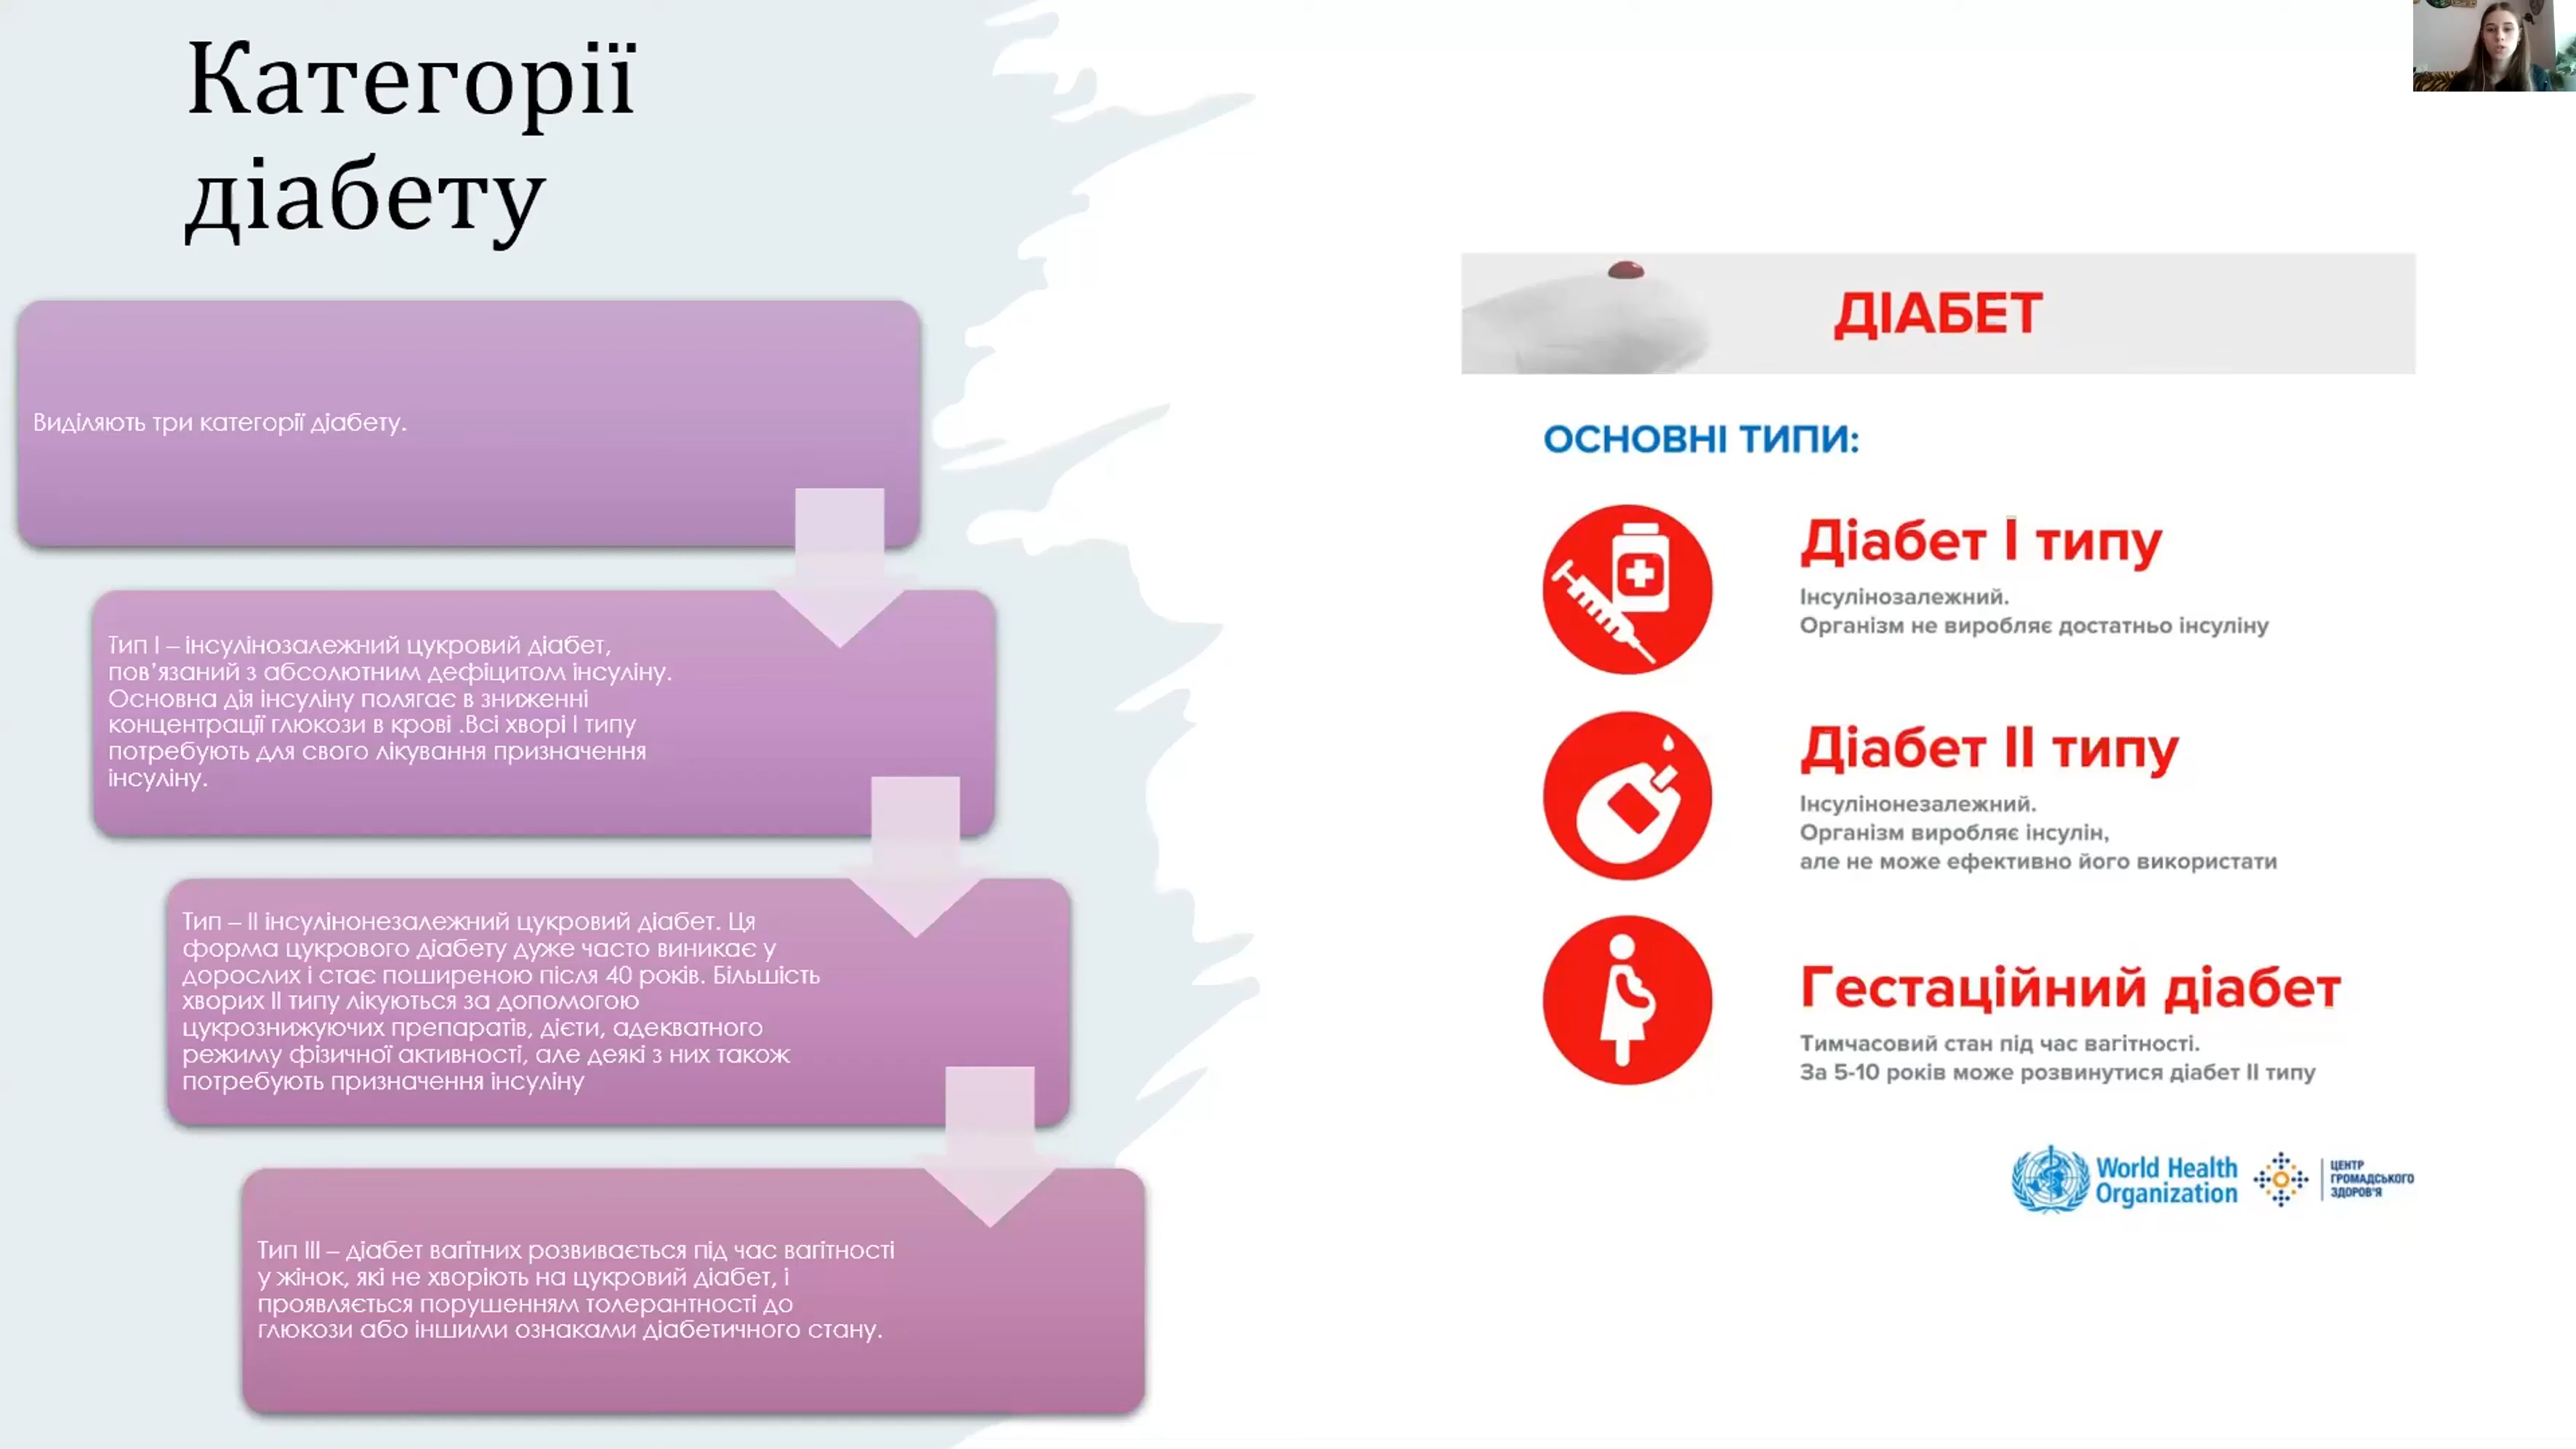 Категорії
діабету
Виділяють три категорії діабету.
Тип І – інсулінозалежний цукровий діабет,
пов’язаний з абсолютним дефіцитом інсуліну.
Основна дія інсуліну полягає в зниженні
концентрації глюкози в крові .Всі хворі І типу
потребують для свого лікування призначення
інсуліну.
Тип – ІІ інсулінонезалежний цукровий діабет. Ця
форма цукрового діабету дуже часто виникає у
дорослих і стає поширеною після 40 років. Більшість
хворих ІІ типу лікуються за допомогою
цукрознижуючих препаратів, дієти, адекватного
режиму фізичної активності, але деякі з них також
потребують призначення інсуліну
Тип ІІІ – діабет вагітних розвивається під час вагітності
у жінок, які не хворіють на цукровий діабет, і
проявляється порушенням толерантності до
глюкози або іншими ознаками діабетичного стану.
ДІАБЕТ
ОСНОВНІ ТИПИ:
Діабет І типу
Інсулінозалежний.
Організм не виробляє достатньо інсуліну
Діабет ІІ типу
Інсулінонезалежний.
Організм виробляє інсулін,
але не може ефективно його використати
Гестаційний діабет
Тимчасовий стан під час вагітності.
За 5-10 років може розвинутися діабет ІІ типу
World Health
Organization
ЦЕНТР
ГРОМАДСЬКОГО
ЗДОРОВ'Я